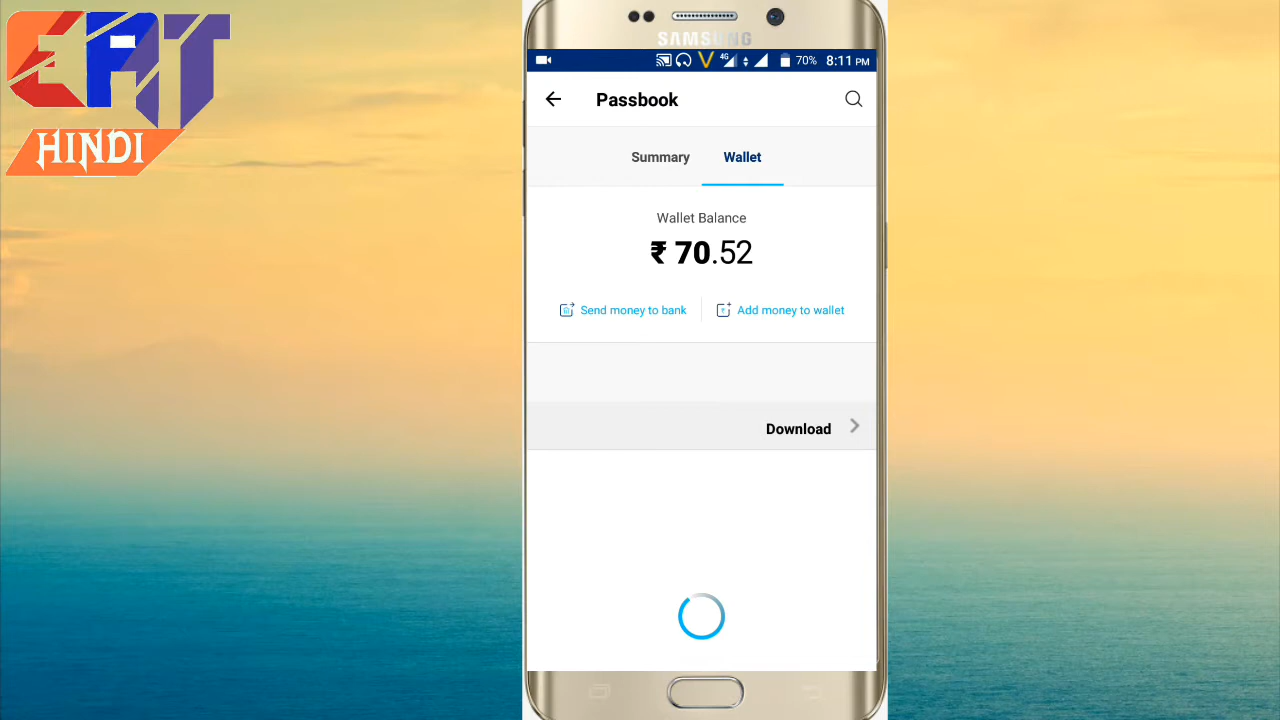 EAT
HINDI
SAMSUNG
4G
70%
8:11 PM
Passbook
Summary
Wallet
Wallet Balance
₹ 70.52
Send money to bank
Add money to wallet
Download